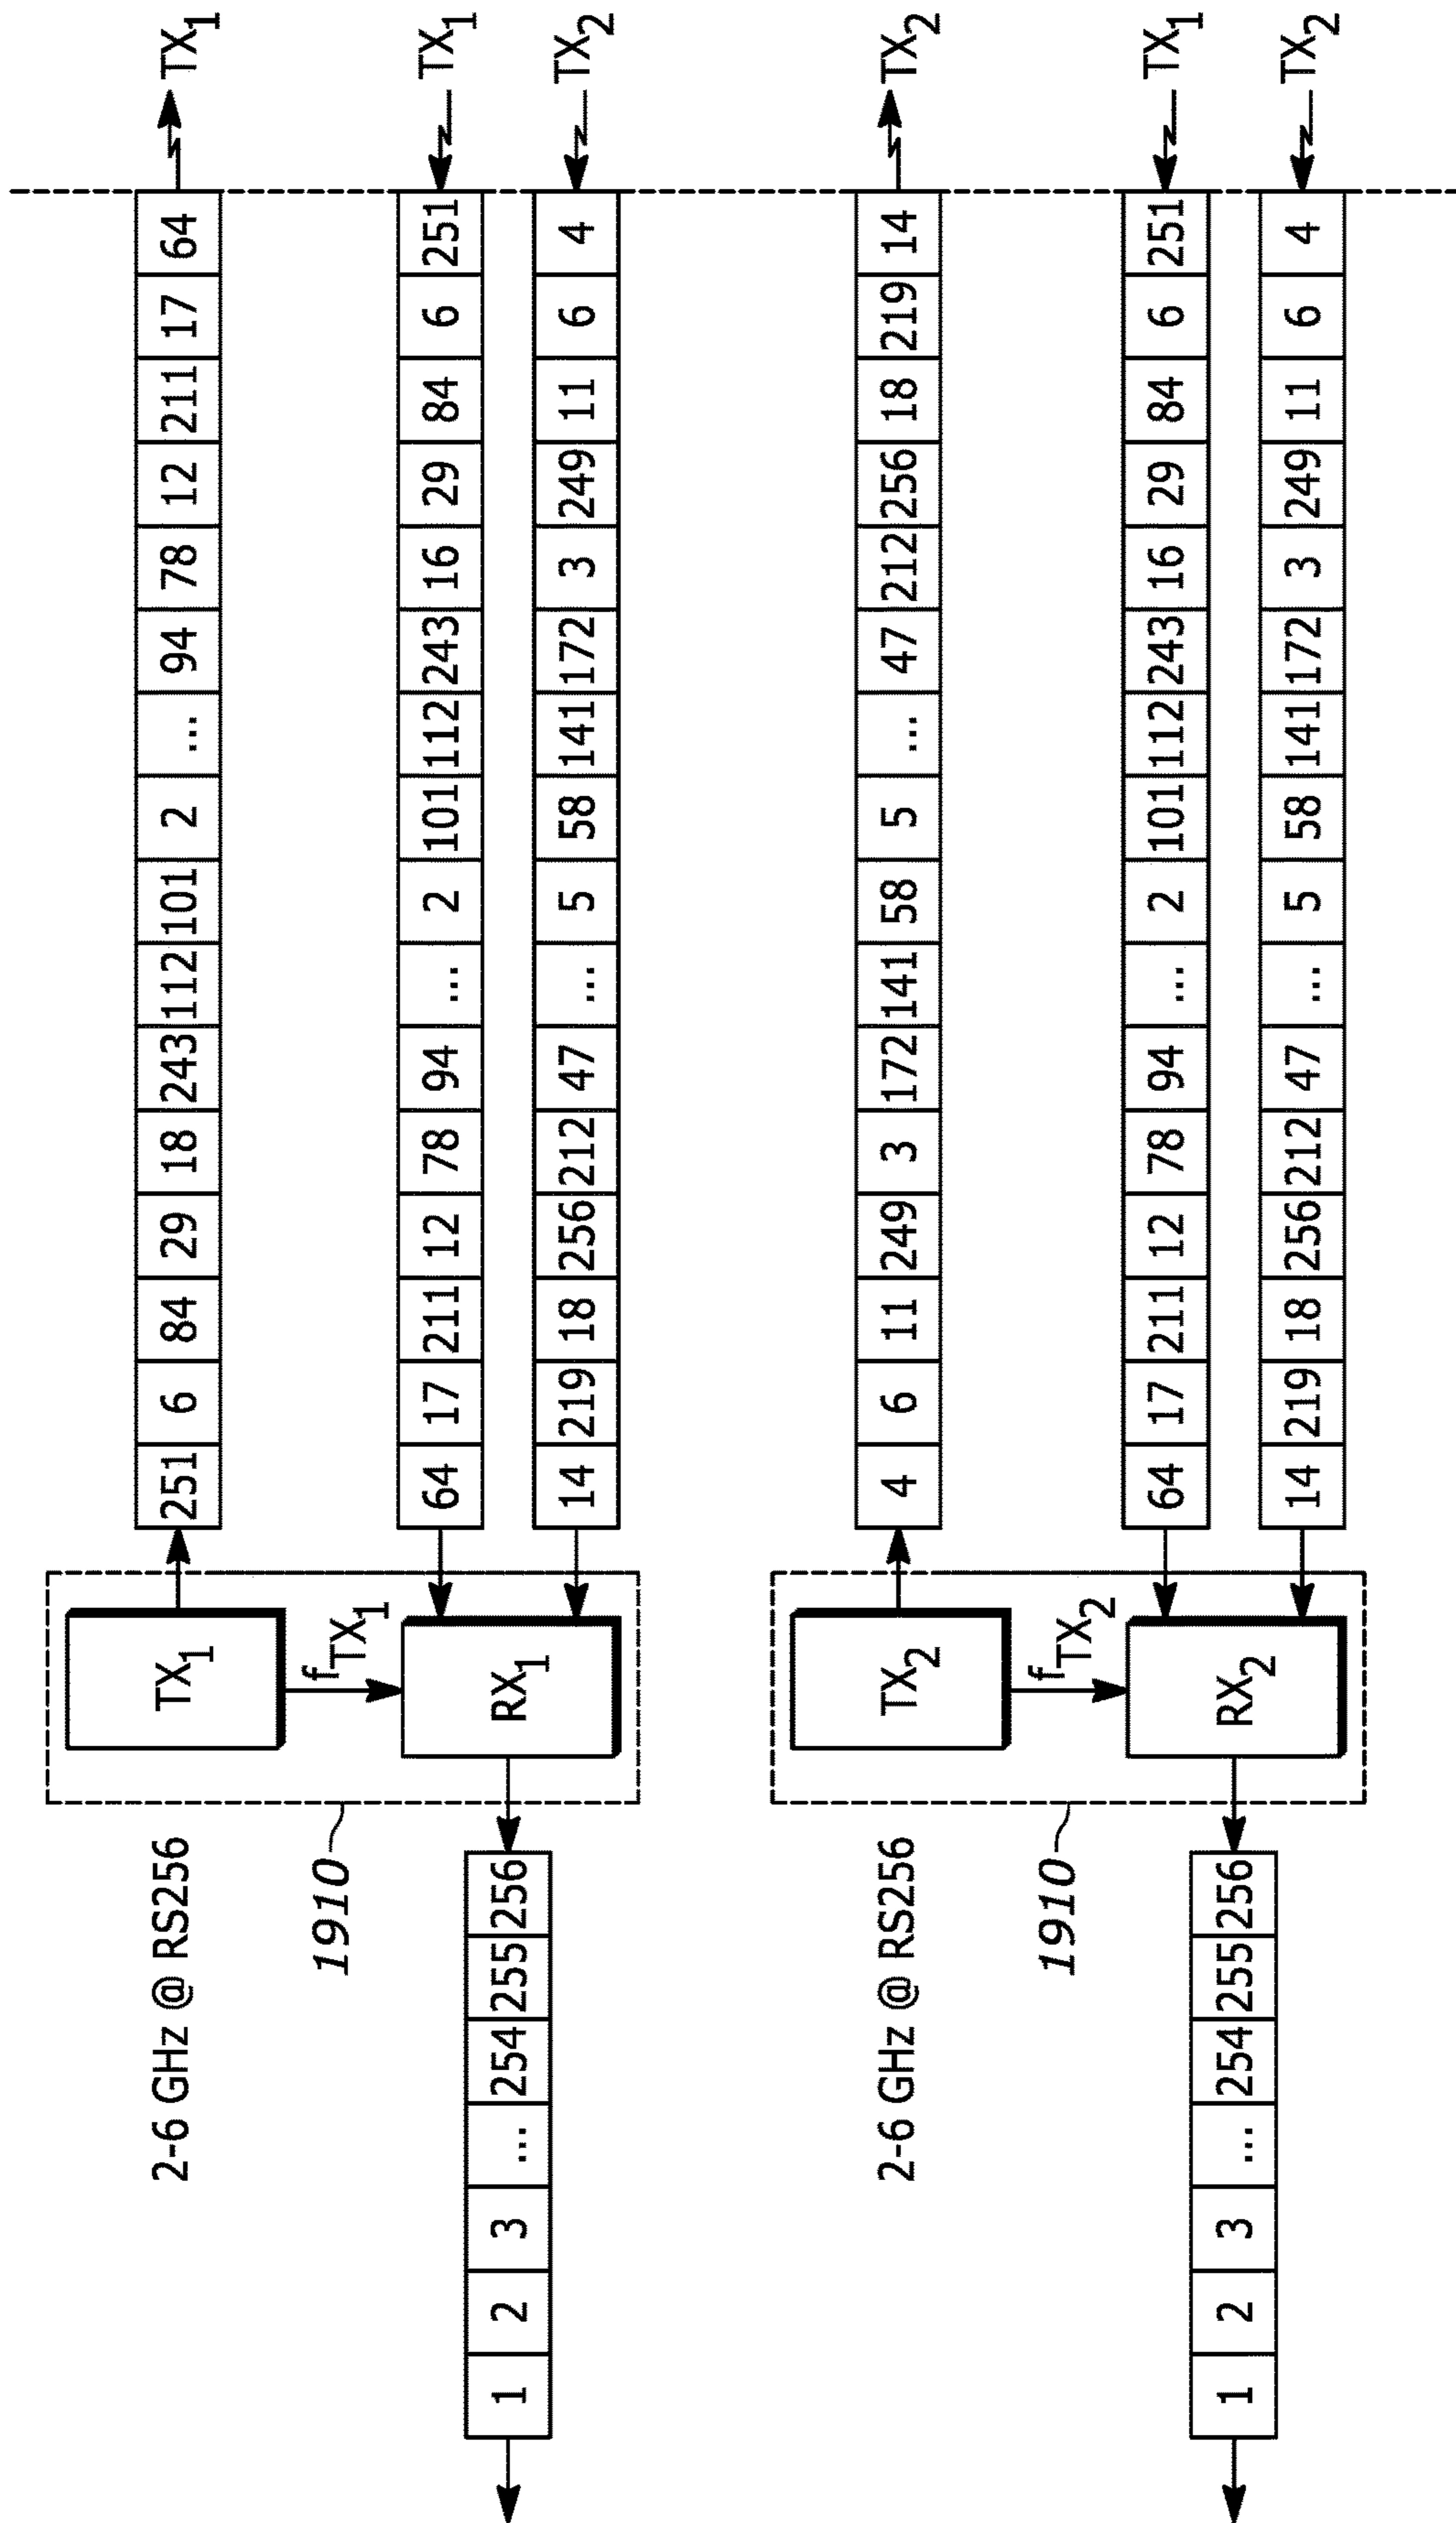 2-6 GHz @ RS256 TX1 251 6 84 29 18 243 112 101 2 ... 94 78 12 211 17 64 TX1
1910 fTX1
64 17 211 12 78 94 ... 2 101 112 243 16 29 84 6 251 TX1
1 2 3 ... 254 255 256 RX1
14 219 18 256 212 47 ... 5 58 141 172 3 249 11 6 4 TX2
2-6 GHz @ RS256 TX2 4 6 11 249 3 172 141 58 5 ... 47 212 256 18 219 14 TX2
1910 fTX2
64 17 211 12 78 94 ... 2 101 112 243 16 29 84 6 251 TX1
1 2 3 ... 254 255 256 RX2
14 219 18 256 212 47 ... 5 58 141 172 3 249 11 6 4 TX2